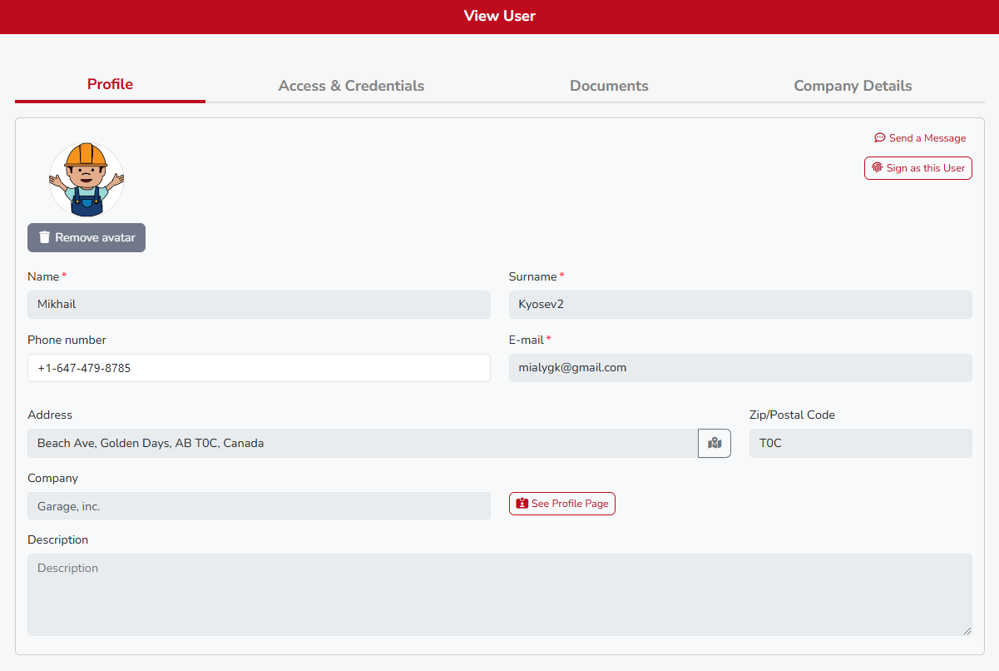 View User
Profile Access & Credentials Documents Company Details
Send a Message
Sign as this User
Remove avatar
Name * Surname *
Mikhail Kyosev2
Phone number E-mail *
+1-647-479-8785 mialygk@gmail.com
Address Zip/Postal Code
Beach Ave, Golden Days, AB T0C, Canada T0C
Company
Garage, inc. See Profile Page
Description
Description